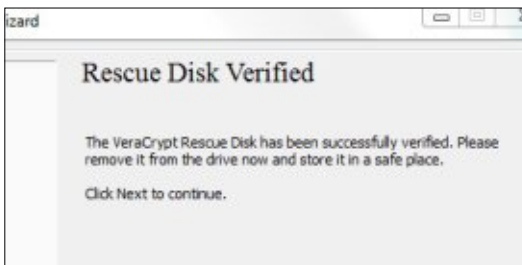 izard
Rescue Disk Verified
The VeraCrypt Rescue Disk has been successfully verified. Please
remove it from the drive now and store it in a safe place.
Click Next to continue.